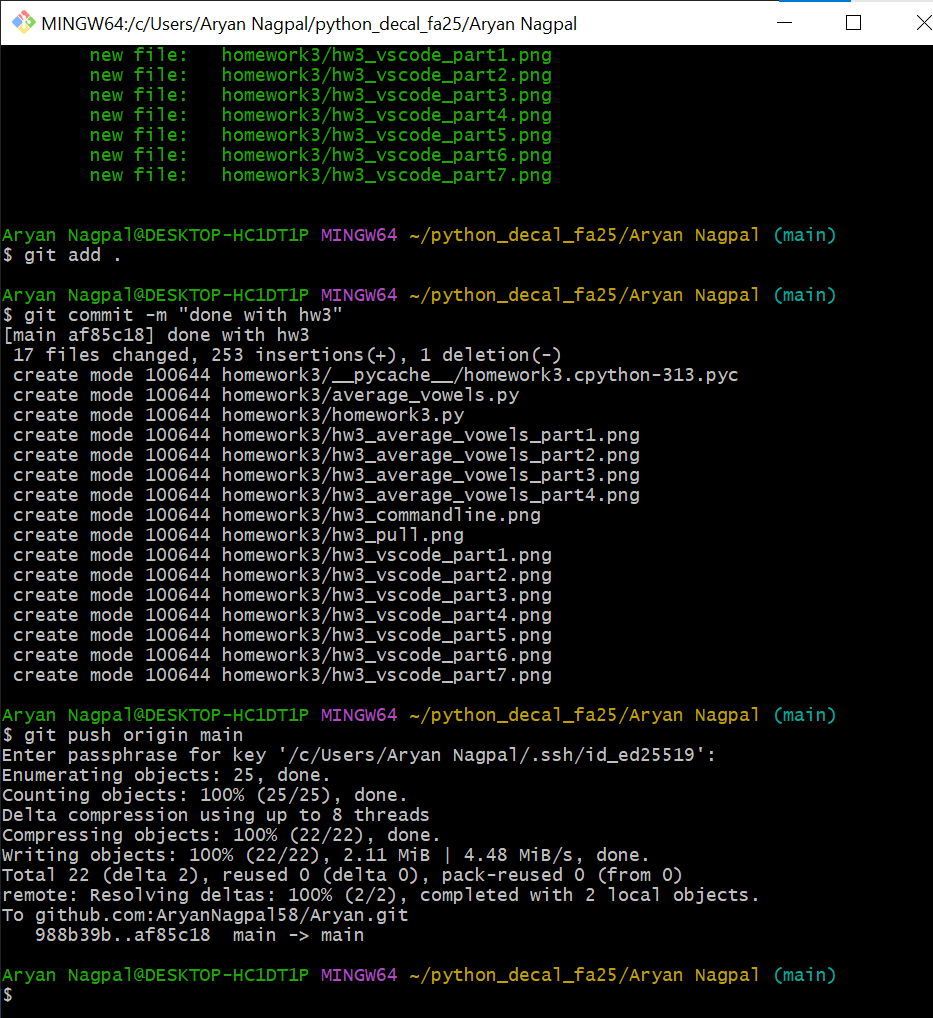 MINGW64:/c/Users/Aryan Nagpal/python_decal_fa25/Aryan Nagpal
new file:   homework3/hw3_vscode_part1.png
new file:   homework3/hw3_vscode_part2.png
new file:   homework3/hw3_vscode_part3.png
new file:   homework3/hw3_vscode_part4.png
new file:   homework3/hw3_vscode_part5.png
new file:   homework3/hw3_vscode_part6.png
new file:   homework3/hw3_vscode_part7.png
Aryan Nagpal@DESKTOP-HC1DT1P MINGW64 ~/python_decal_fa25/Aryan Nagpal (main)
$ git add .
Aryan Nagpal@DESKTOP-HC1DT1P MINGW64 ~/python_decal_fa25/Aryan Nagpal (main)
$ git commit -m "done with hw3"
[main af85c18] done with hw3
 17 files changed, 253 insertions(+), 1 deletion(-)
 create mode 100644 homework3/__pycache__/homework3.cpython-313.pyc
 create mode 100644 homework3/average_vowels.py
 create mode 100644 homework3/homework3.py
 create mode 100644 homework3/hw3_average_vowels_part1.png
 create mode 100644 homework3/hw3_average_vowels_part2.png
 create mode 100644 homework3/hw3_average_vowels_part3.png
 create mode 100644 homework3/hw3_average_vowels_part4.png
 create mode 100644 homework3/hw3_commandline.png
 create mode 100644 homework3/hw3_pull.png
 create mode 100644 homework3/hw3_vscode_part1.png
 create mode 100644 homework3/hw3_vscode_part2.png
 create mode 100644 homework3/hw3_vscode_part3.png
 create mode 100644 homework3/hw3_vscode_part4.png
 create mode 100644 homework3/hw3_vscode_part5.png
 create mode 100644 homework3/hw3_vscode_part6.png
 create mode 100644 homework3/hw3_vscode_part7.png
Aryan Nagpal@DESKTOP-HC1DT1P MINGW64 ~/python_decal_fa25/Aryan Nagpal (main)
$ git push origin main
Enter passphrase for key '/c/Users/Aryan Nagpal/.ssh/id_ed25519':
Enumerating objects: 25, done.
Counting objects: 100% (25/25), done.
Delta compression using up to 8 threads
Compressing objects: 100% (22/22), done.
Writing objects: 100% (22/22), 2.11 MiB | 4.48 MiB/s, done.
Total 22 (delta 2), reused 0 (delta 0), pack-reused 0 (from 0)
remote: Resolving deltas: 100% (2/2), completed with 2 local objects.
To github.com:AryanNagpal58/Aryan.git
   988b39b..af85c18  main -> main
Aryan Nagpal@DESKTOP-HC1DT1P MINGW64 ~/python_decal_fa25/Aryan Nagpal (main)
$